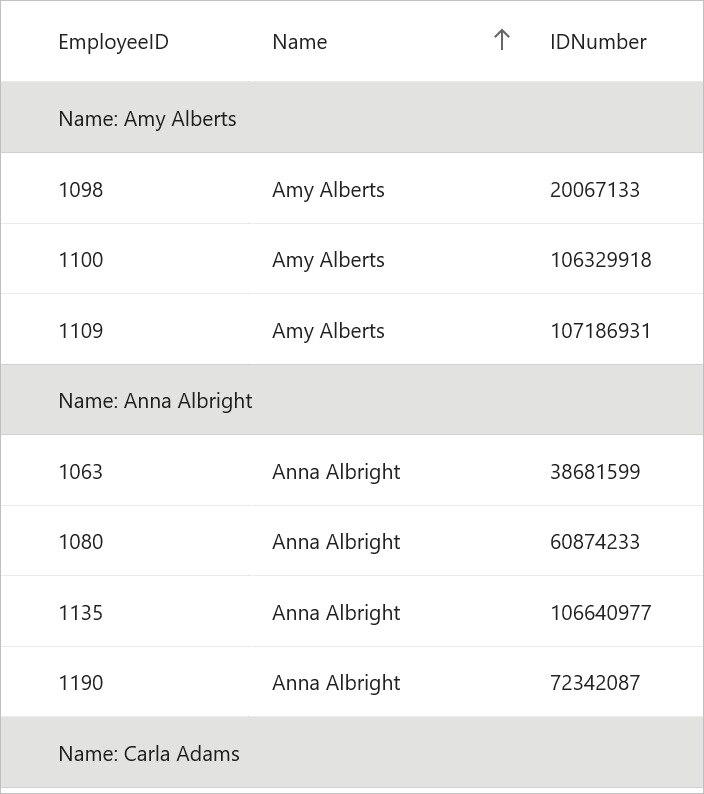 EmployeeID Name IDNumber
Name: Amy Alberts
1098 Amy Alberts 20067133
1100 Amy Alberts 106329918
1109 Amy Alberts 107186931
Name: Anna Albright
1063 Anna Albright 38681599
1080 Anna Albright 60874233
1135 Anna Albright 106640977
1190 Anna Albright 72342087
Name: Carla Adams